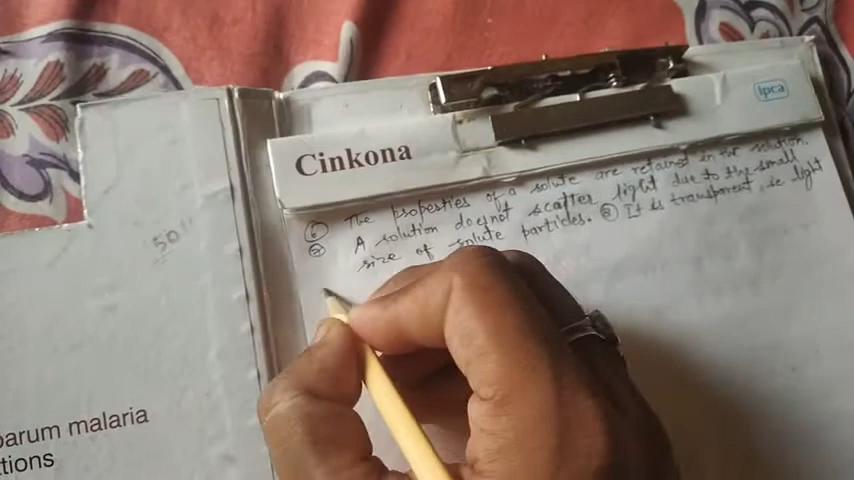 Ipca
Cinkona
⑥ The properties of a solute are retained in the solution.
⑦ A solution does not scatter light due to the small
size of solute particles. ⑧ It is transparent, ie light
50
parum malaria
tions